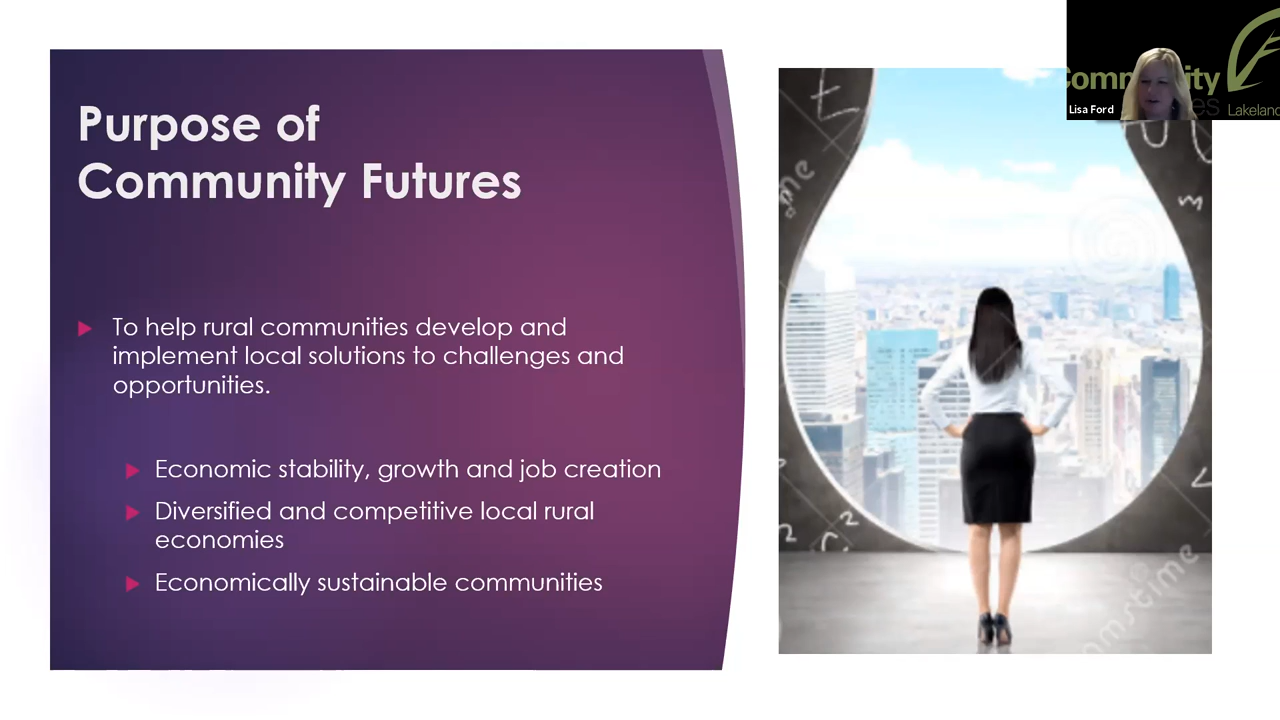 Purpose of
Community Futures
To help rural communities develop and
implement local solutions to challenges and
opportunities.
Economic stability, growth and job creation
Diversified and competitive local rural
economies
Economically sustainable communities
Lisa Ford